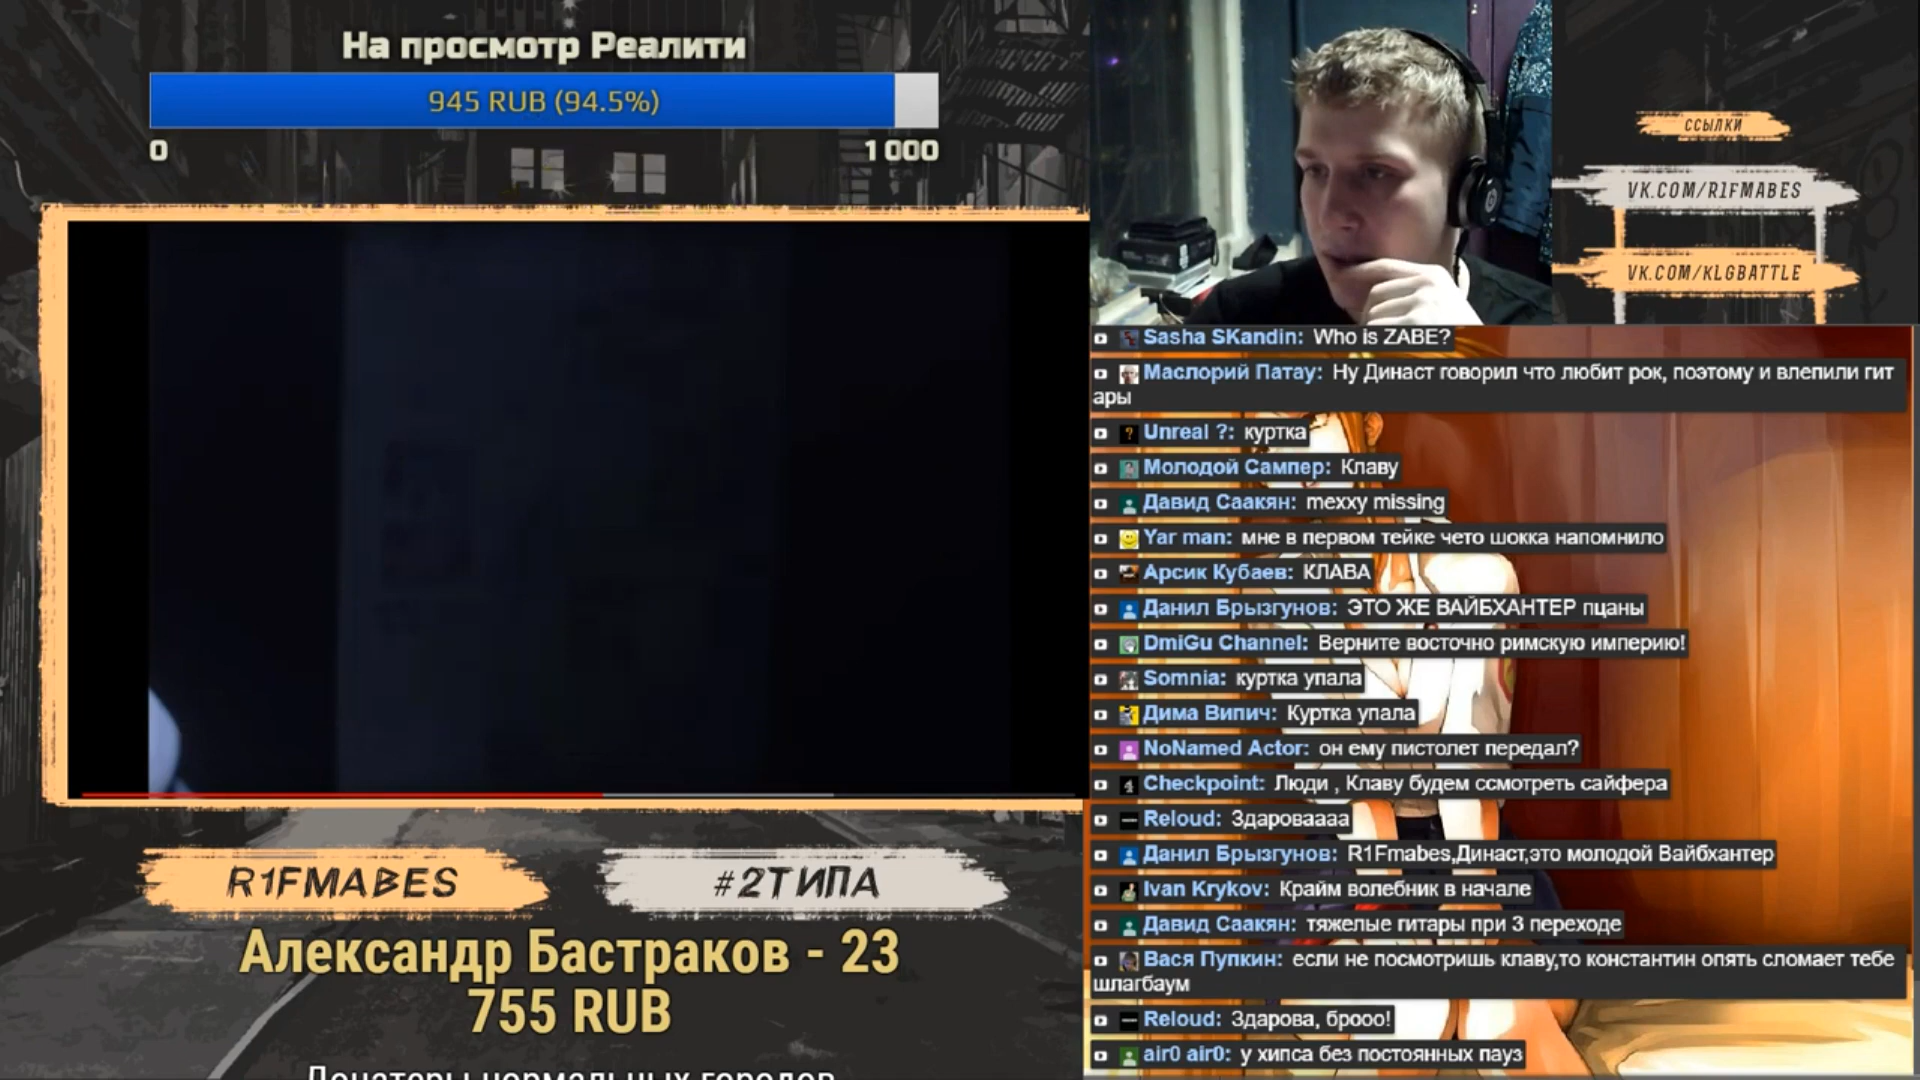 На просмотр Реалити
945 RUB (94.5%)
0
1 000
ССЫЛКИ
VK.COM/R1FMABES
VK.COM/KLGBATTLE
Sasha SKandin: Who is ZABE?
Маслорий Патау: Ну Династ говорил что любит рок, поэтому и влепили гит
ары
Unreal ?: куртка
Молодой Сампер: Клаву
Давид Саакян: mexxy missing
Yar man: мне в первом тейке чето шокка напомнило
Арсик Кубаев: КЛАВА
Данил Брызгунов: ЭТО ЖЕ ВАЙБХАНТЕР пцаны
DmiGu Channel: Верните восточно римскую империю!
Somnia: куртка упала
Дима Випич: Куртка упала
NoNamed Actor: он ему пистолет передал?
Checkpoint: Люди , Клаву будем ссмотреть сайфера
Reloud: Здароваааа
Данил Брызгунов: R1Fmabes,Династ,это молодой Вайбхантер
Ivan Krykov: Крайм волебник в начале
Давид Саакян: тяжелые гитары при 3 переходе
Вася Пупкин: если не посмотришь клаву,то константин опять сломает тебе
шлагбаум
Reloud: Здарова, брооо!
air0 air0: у хипса без постоянных пауз
R1FMABES
#2ТИПА
Александр Бастраков - 23
755 RUB
Донатеры нормальных городов